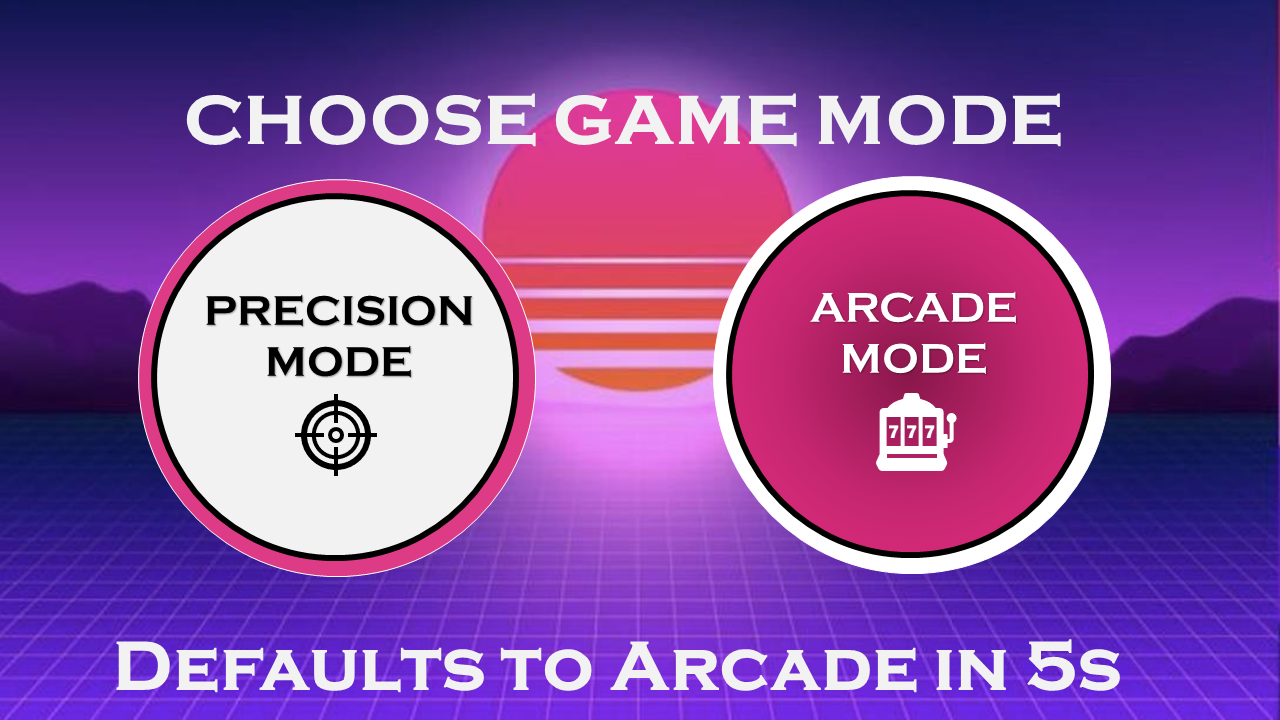 CHOOSE GAME MODE
PRECISION
MODE
ARCADE
MODE
777
DEFAULTS TO ARCADE IN 5S